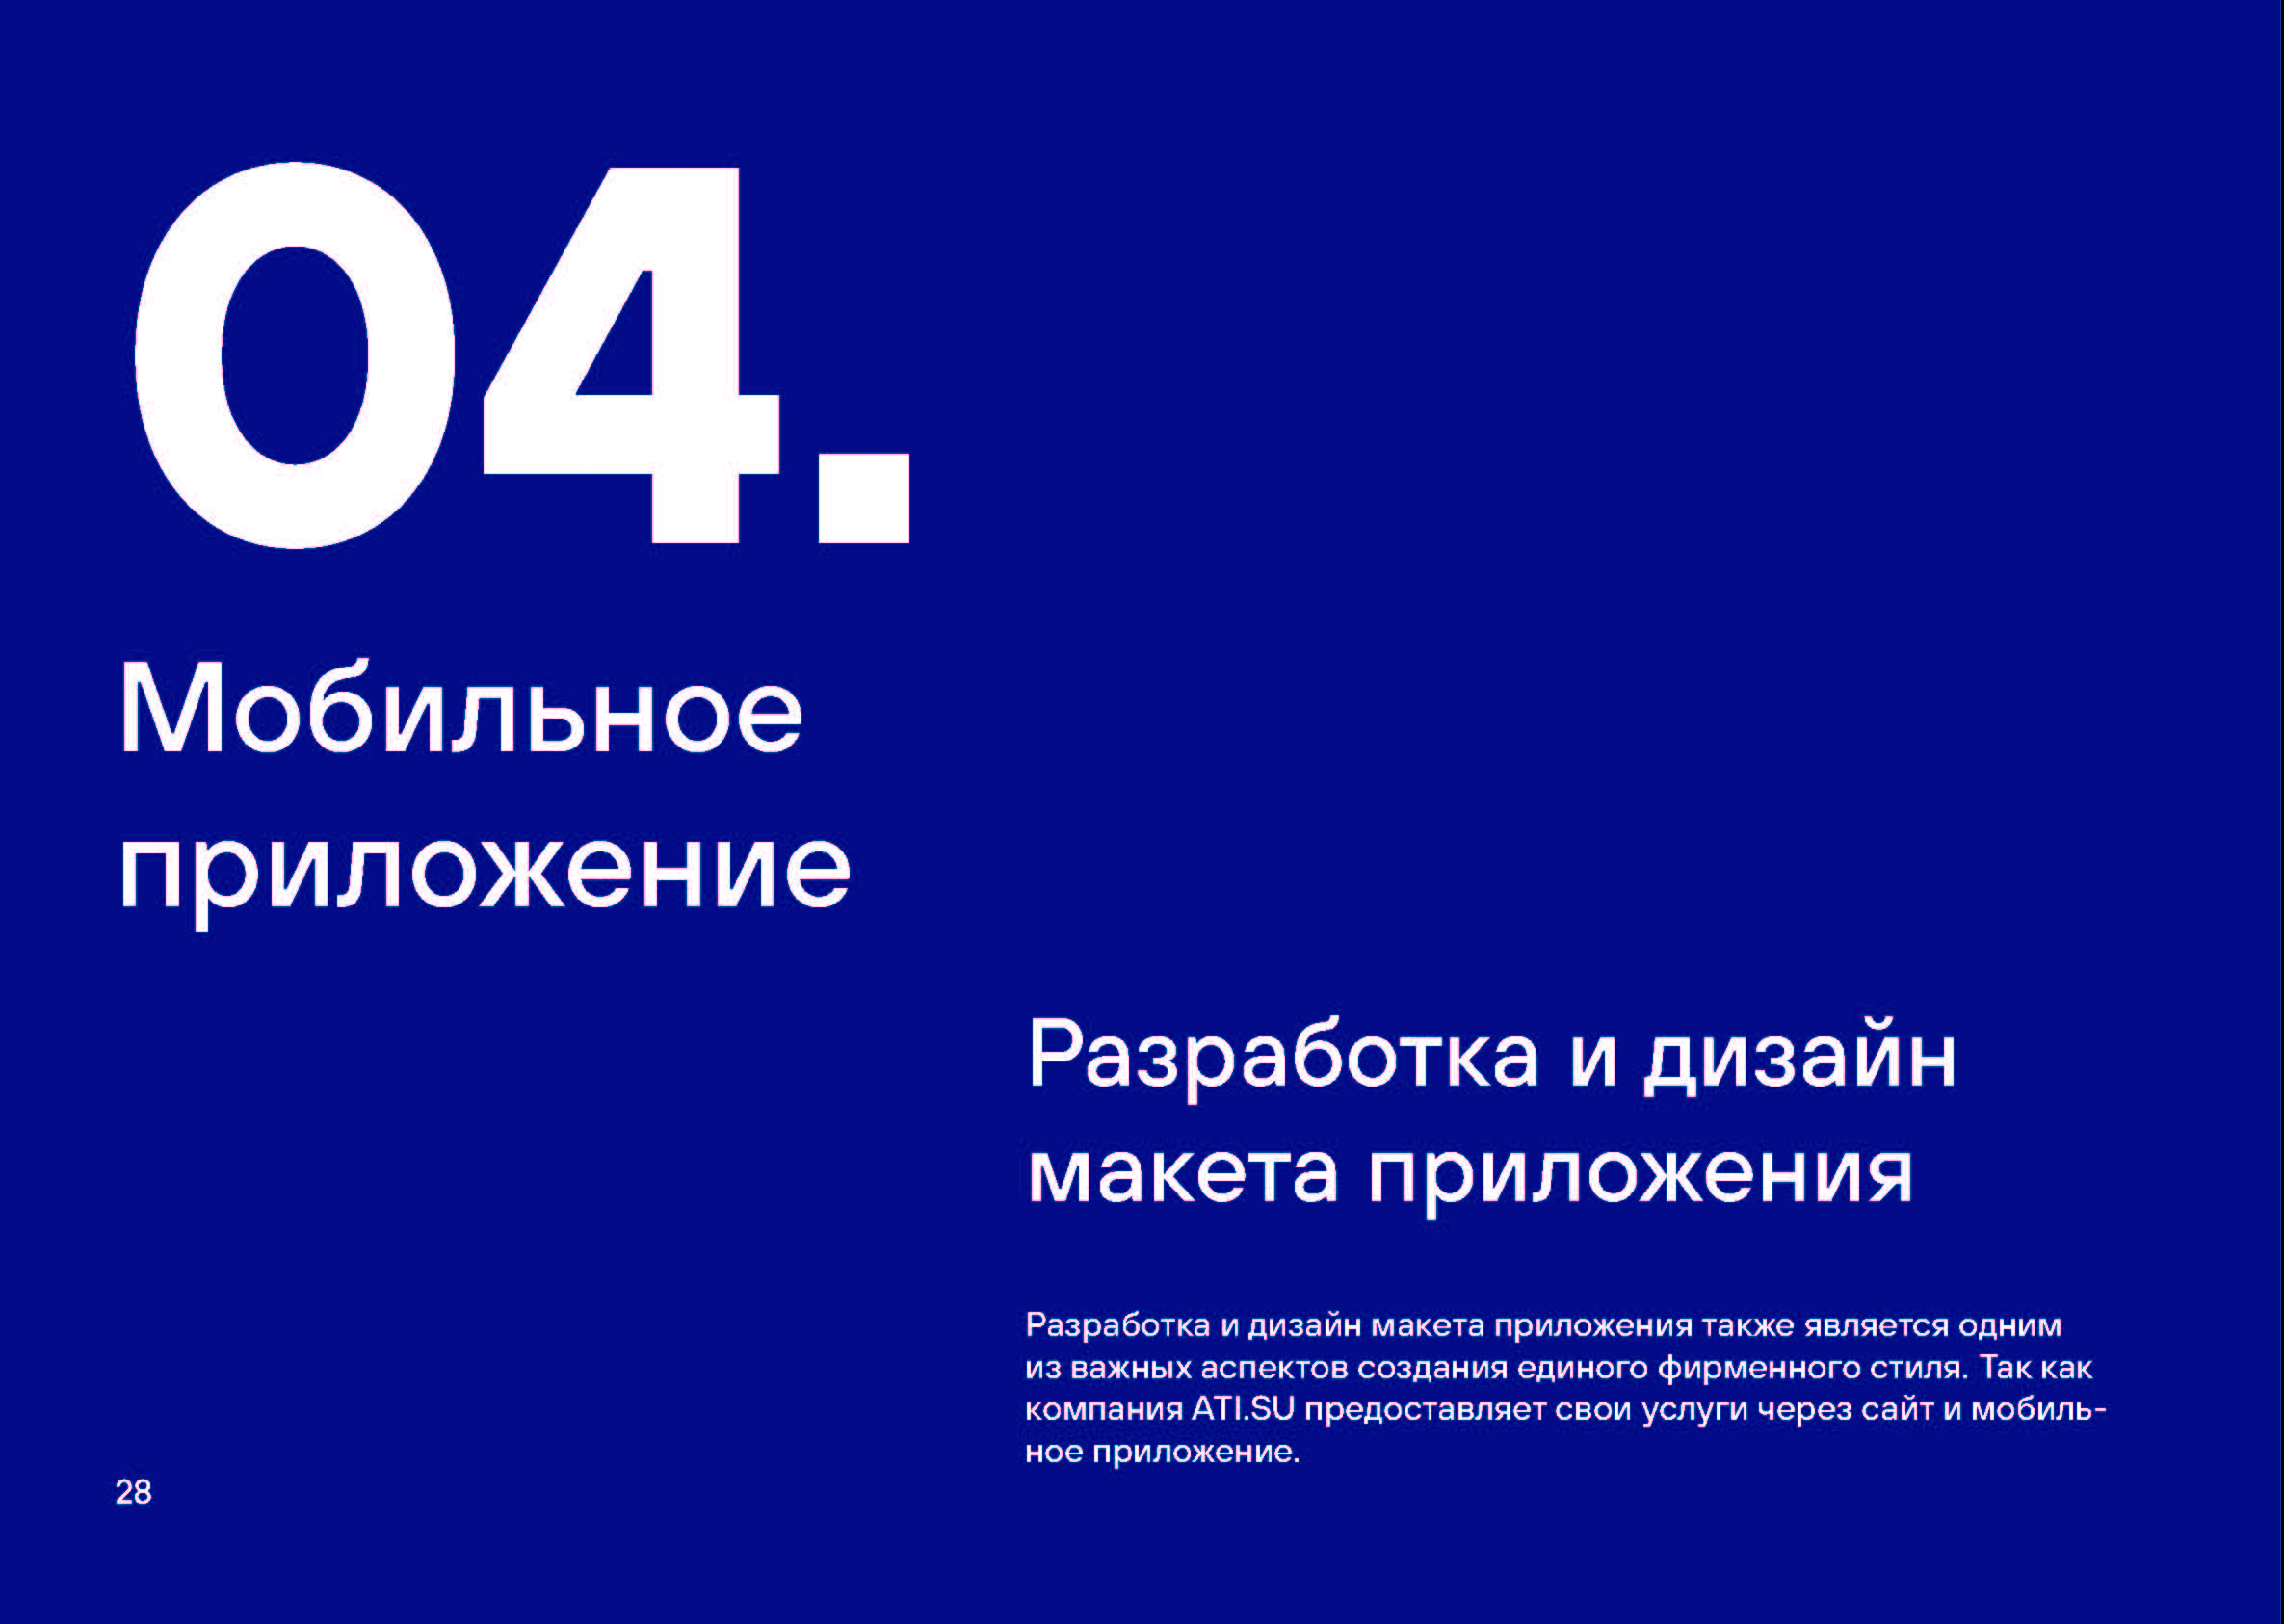 04.
Мобильное
приложение
Разработка и дизайн
макета приложения
Разработка и дизайн макета приложения также является одним
из важных аспектов создания единого фирменного стиля. Так как
компания ATI.SU предоставляет свои услуги через сайт и мобиль-
ное приложение.
28